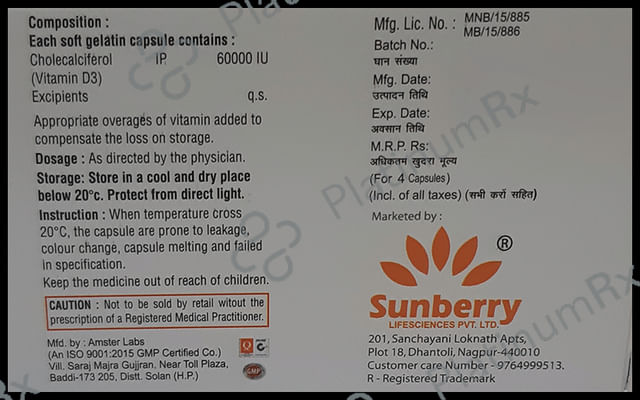 Composition :
Each soft gelatin capsule contains :
Cholecalciferol IP 60000 IU
(Vitamin D3)
Excipients q.s.
Appropriate overages of vitamin added to
compensate the loss on storage.
Dosage : As directed by the physician.
Storage: Store in a cool and dry place
below 20°c. Protect from direct light.
Instruction : When temperature cross
20°C, the capsule are prone to leakage,
colour change, capsule melting and failed
in specification.
Keep the medicine out of reach of children.
CAUTION : Not to be sold by retail witout the
prescription of a Registered Medical Practitioner.
Mfd. by : Amster Labs
(An ISO 9001:2015 GMP Certified Co.)
Vill. Saraj Majra Gujjran, Near Toll Plaza,
Baddi-173 205, Distt. Solan (H.P.)
GMP
Mfg. Lic. No. : MNB/15/885
MB/15/886
Batch No.:
घान संख्या
Mfg. Date:
उत्पादन तिथि
Exp. Date:
अवसान तिथि
M.R.P. Rs:
अधिकतम खुदरा मूल्य
(For 4 Capsules)
(Incl. of all taxes) (सभी करों सहित)
Marketed by :
®
Sunberry
LIFESCIENCES PVT. LTD.
201, Sanchayani Loknath Apts,
Plot 18, Dhantoli, Nagpur-440010
Customer care Number - 9764999513.
R - Registered Trademark
PlatinumRx
PlatinumRx
PlatinumRx